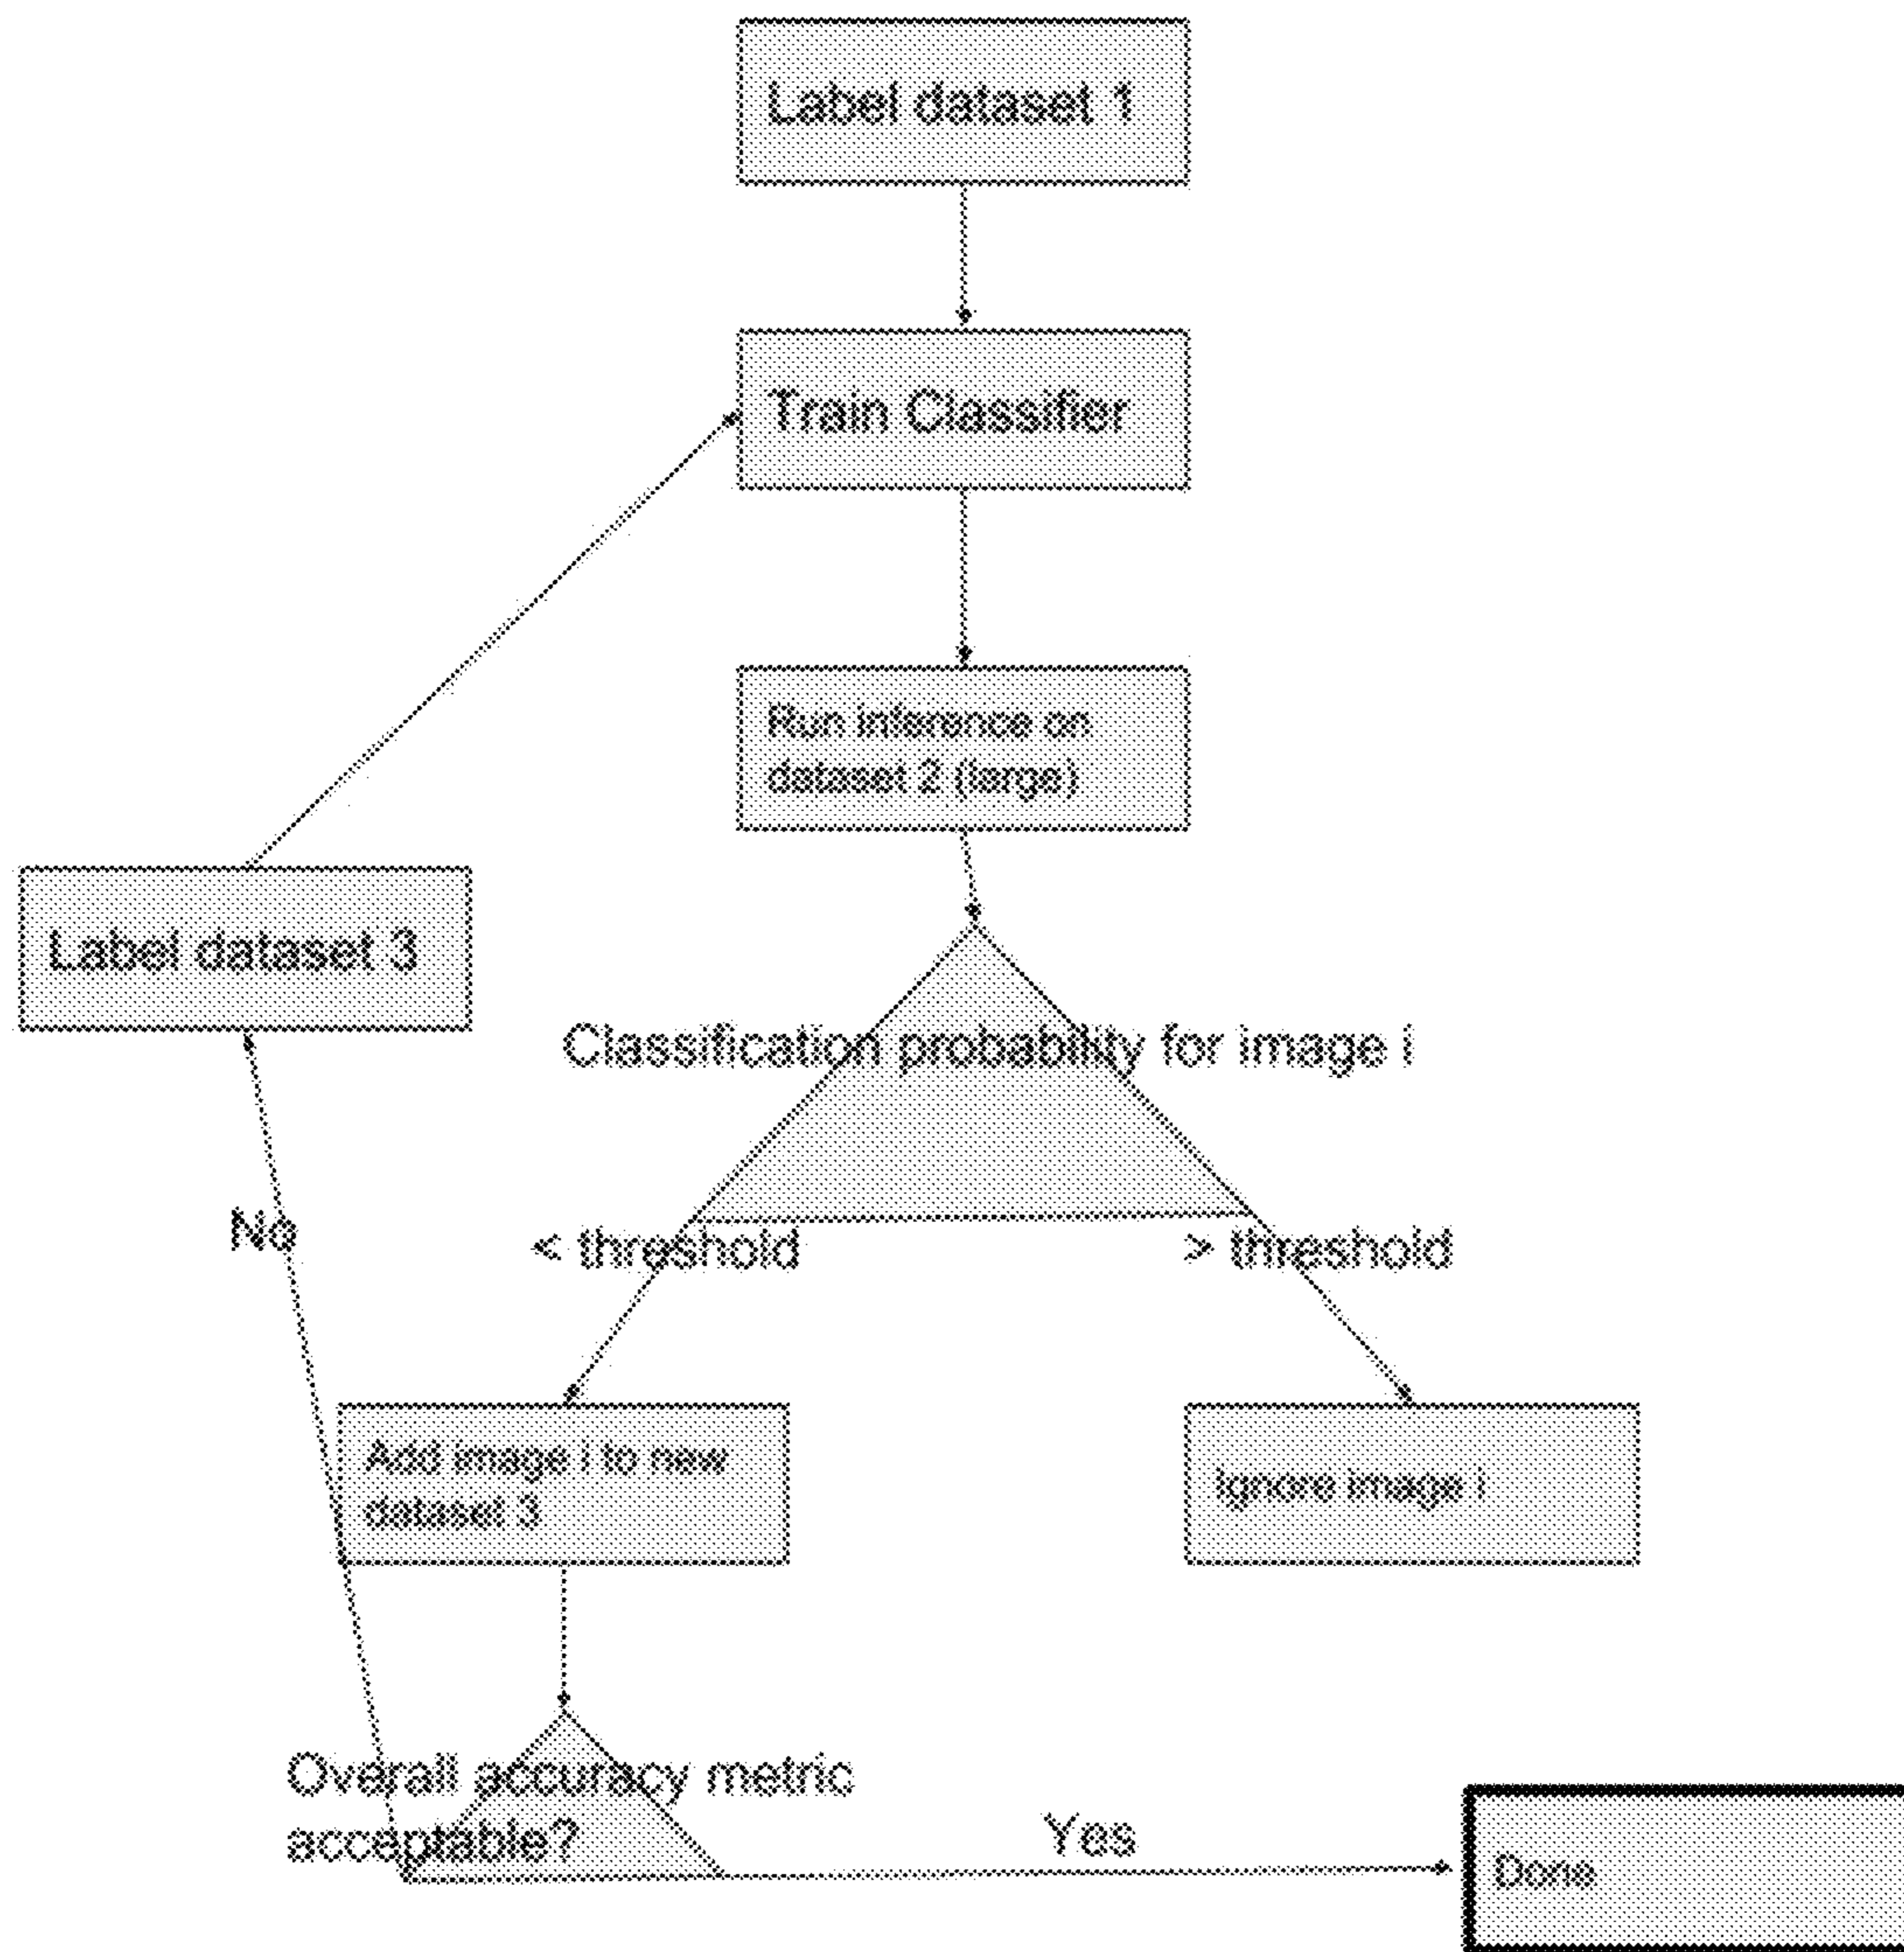 Label dataset 1
Train Classifier
Run inference on
dataset 2 (large)
Label dataset 3
Classification probability for image i
No
< threshold
> threshold
Add image i to new
dataset 3
Ignore image i
Overall accuracy metric
acceptable?
Yes
Done